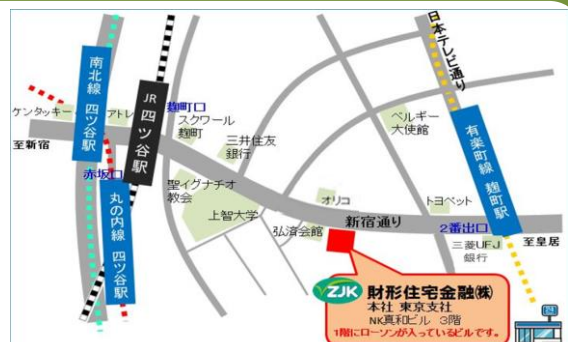 日本テレビ通り
南北線 四ツ谷駅
JR 四ツ谷駅
ケンタッキー
アトレ
麹町口
スクワール
麹町
三井住友
銀行
ベルギー
大使館
有楽町線 麹町駅
至新宿
赤坂口
丸の内線 四ツ谷駅
聖イグナチオ
教会
上智大学
オリコ
トヨペット
弘済会館
新宿通り
2番出口
三菱UFJ
銀行
至皇居
ZJK 財形住宅金融(株)
本社 東京支社
NK真和ビル 3階
1階にローソンが入っているビルです。